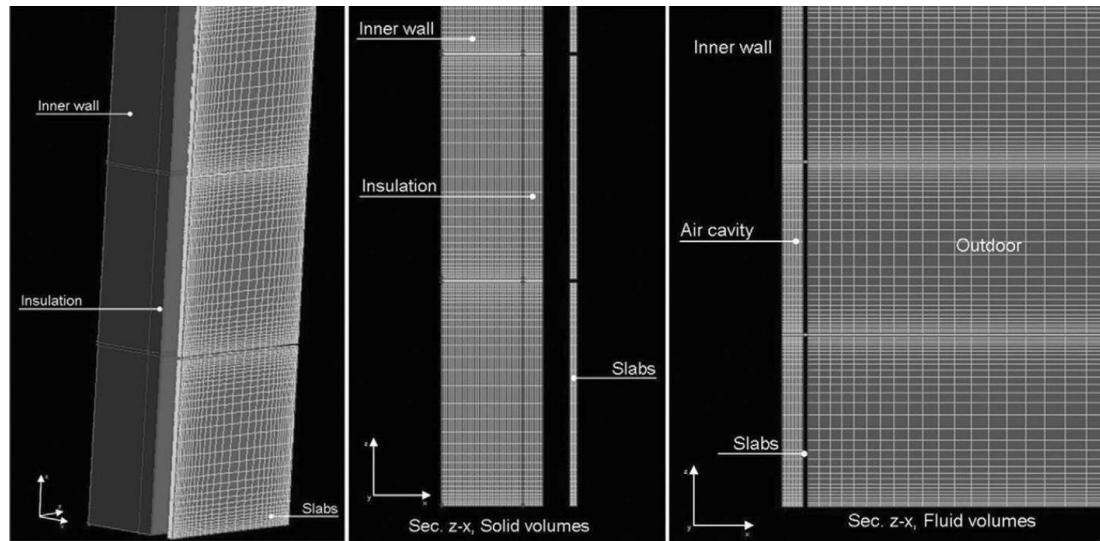 Inner wall
Insulation
Slabs
Inner wall
Insulation
Slabs
z
y
x
Sec. z-x, Solid volumes
Inner wall
Air cavity
Outdoor
Slabs
z
y
x
Sec. z-x, Fluid volumes